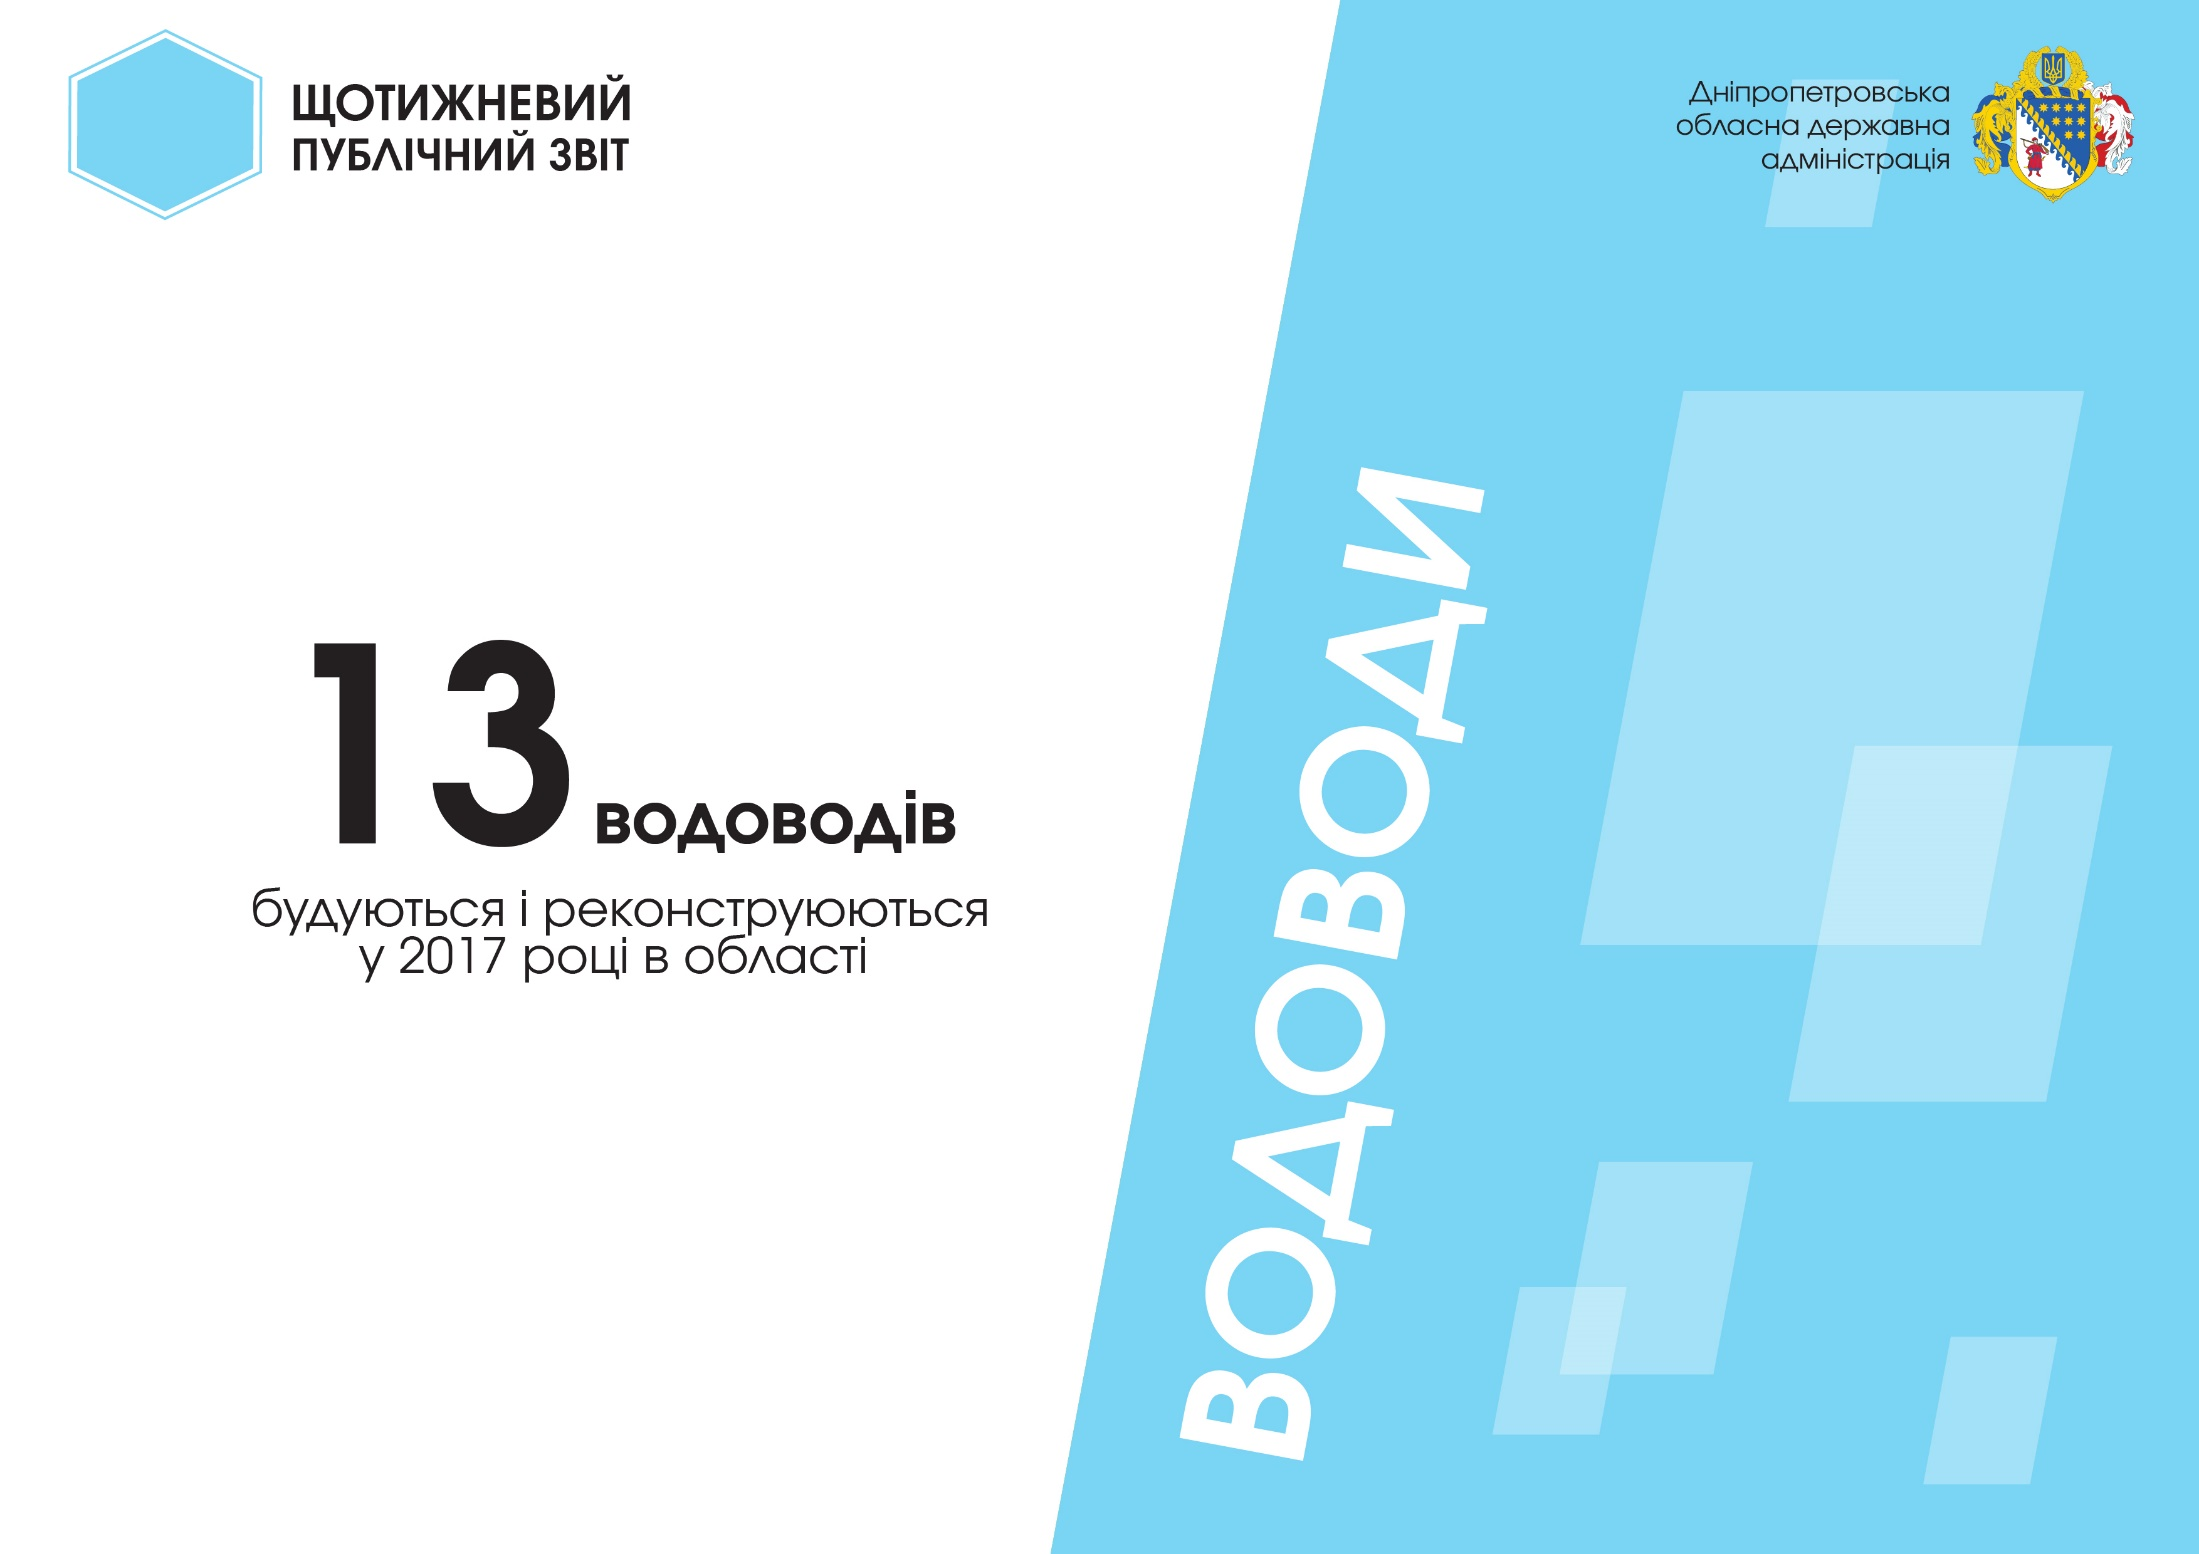 ЩОТИЖНЕВИЙ
ПУБЛІЧНИЙ ЗВІТ
Дніпропетровська
обласна державна
адміністрація
13 водоводів
будуються і реконструюються
у 2017 році в області
ВОДОВОДИ